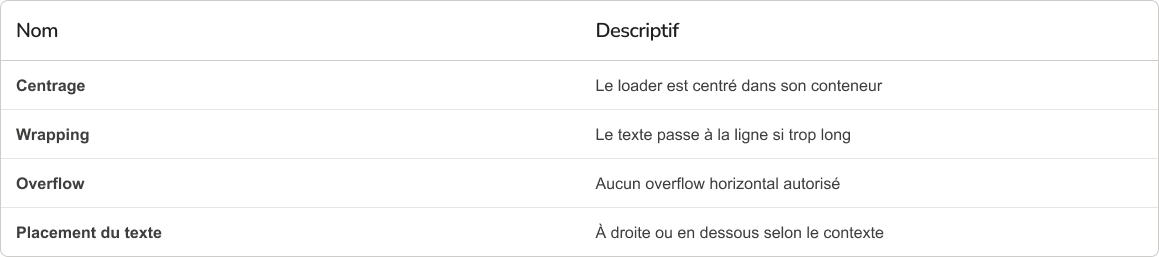 Nom Descriptif
Centrage Le loader est centré dans son conteneur
Wrapping Le texte passe à la ligne si trop long
Overflow Aucun overflow horizontal autorisé
Placement du texte À droite ou en dessous selon le contexte